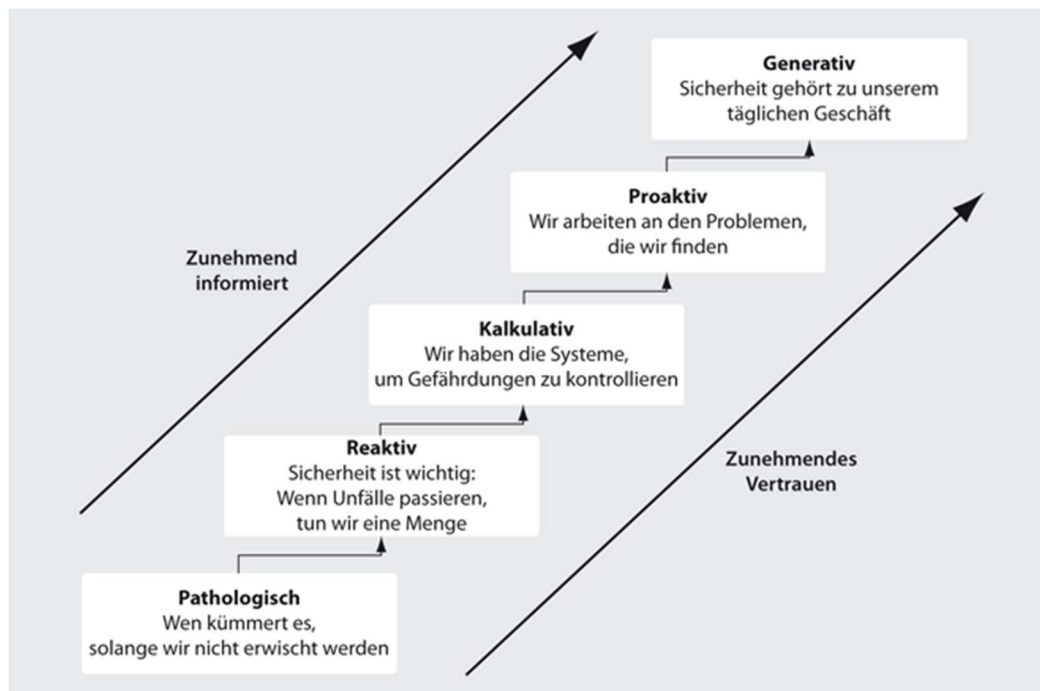 Generativ
Sicherheit gehört zu unserem
täglichen Geschäft
Proaktiv
Wir arbeiten an den Problemen,
die wir finden
Zunehmend
informiert
Kalkulativ
Wir haben die Systeme,
um Gefährdungen zu kontrollieren
Reaktiv
Sicherheit ist wichtig:
Wenn Unfälle passieren,
tun wir eine Menge
Zunehmendes
Vertrauen
Pathologisch
Wen kümmert es,
solange wir nicht erwischt werden